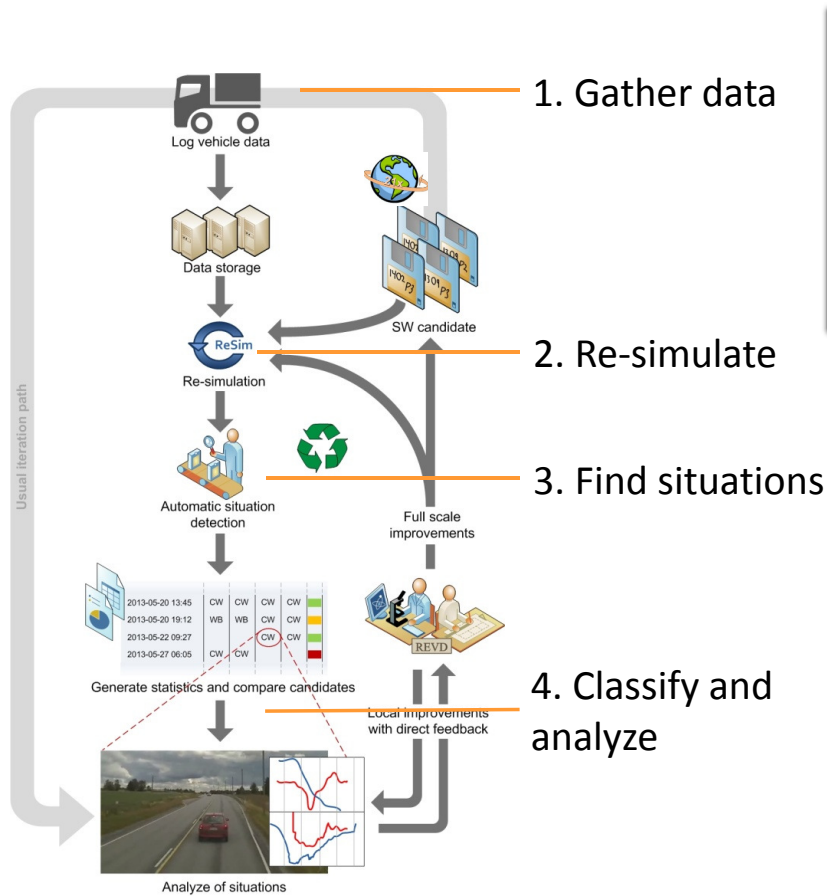 1. Gather data
Log vehicle data
Data storage
1402 P3
1309 P3
SW candidate
ReSim
Re-simulation
2. Re-simulate
Usual iteration path
3. Find situations
Automatic situation
detection
Full scale
improvements
2013-05-20 13:45 CW CW CW CW
2013-05-20 19:12 WB WB CW CW
2013-05-22 09:27 CW CW
2013-05-27 06:05 CW CW
REVD
Generate statistics and compare candidates
4. Classify and
analyze
Local improvements
with direct feedback
Analyze of situations